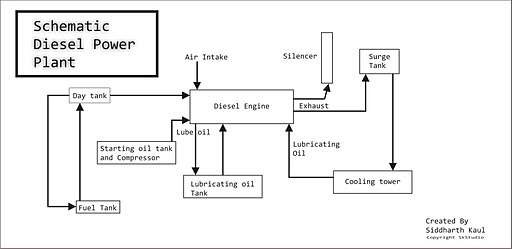 Schematic
Diesel Power
Plant
Air Intake
Silencer
Surge
Tank
Day tank
Diesel Engine
Exhaust
Lube oil
Starting oil tank
and Compressor
Lubricating
Oil
Lubricating oil
Tank
Cooling tower
Fuel Tank
Created By
Siddharth Kaul
Copyright SkStudio